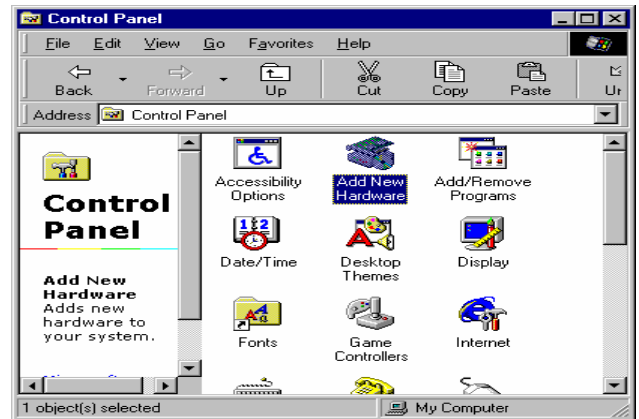 Control Panel
File Edit View Go Favorites Help
Back Forward Up Cut Copy Paste
Address Control Panel
Control
Panel
Add New
Hardware
Adds new
hardware to
your system.
Accessibility
Options
Add New
Hardware
Add/Remove
Programs
Date/Time
Desktop
Themes
Display
Fonts
Game
Controllers
Internet
1 object(s) selected
My Computer